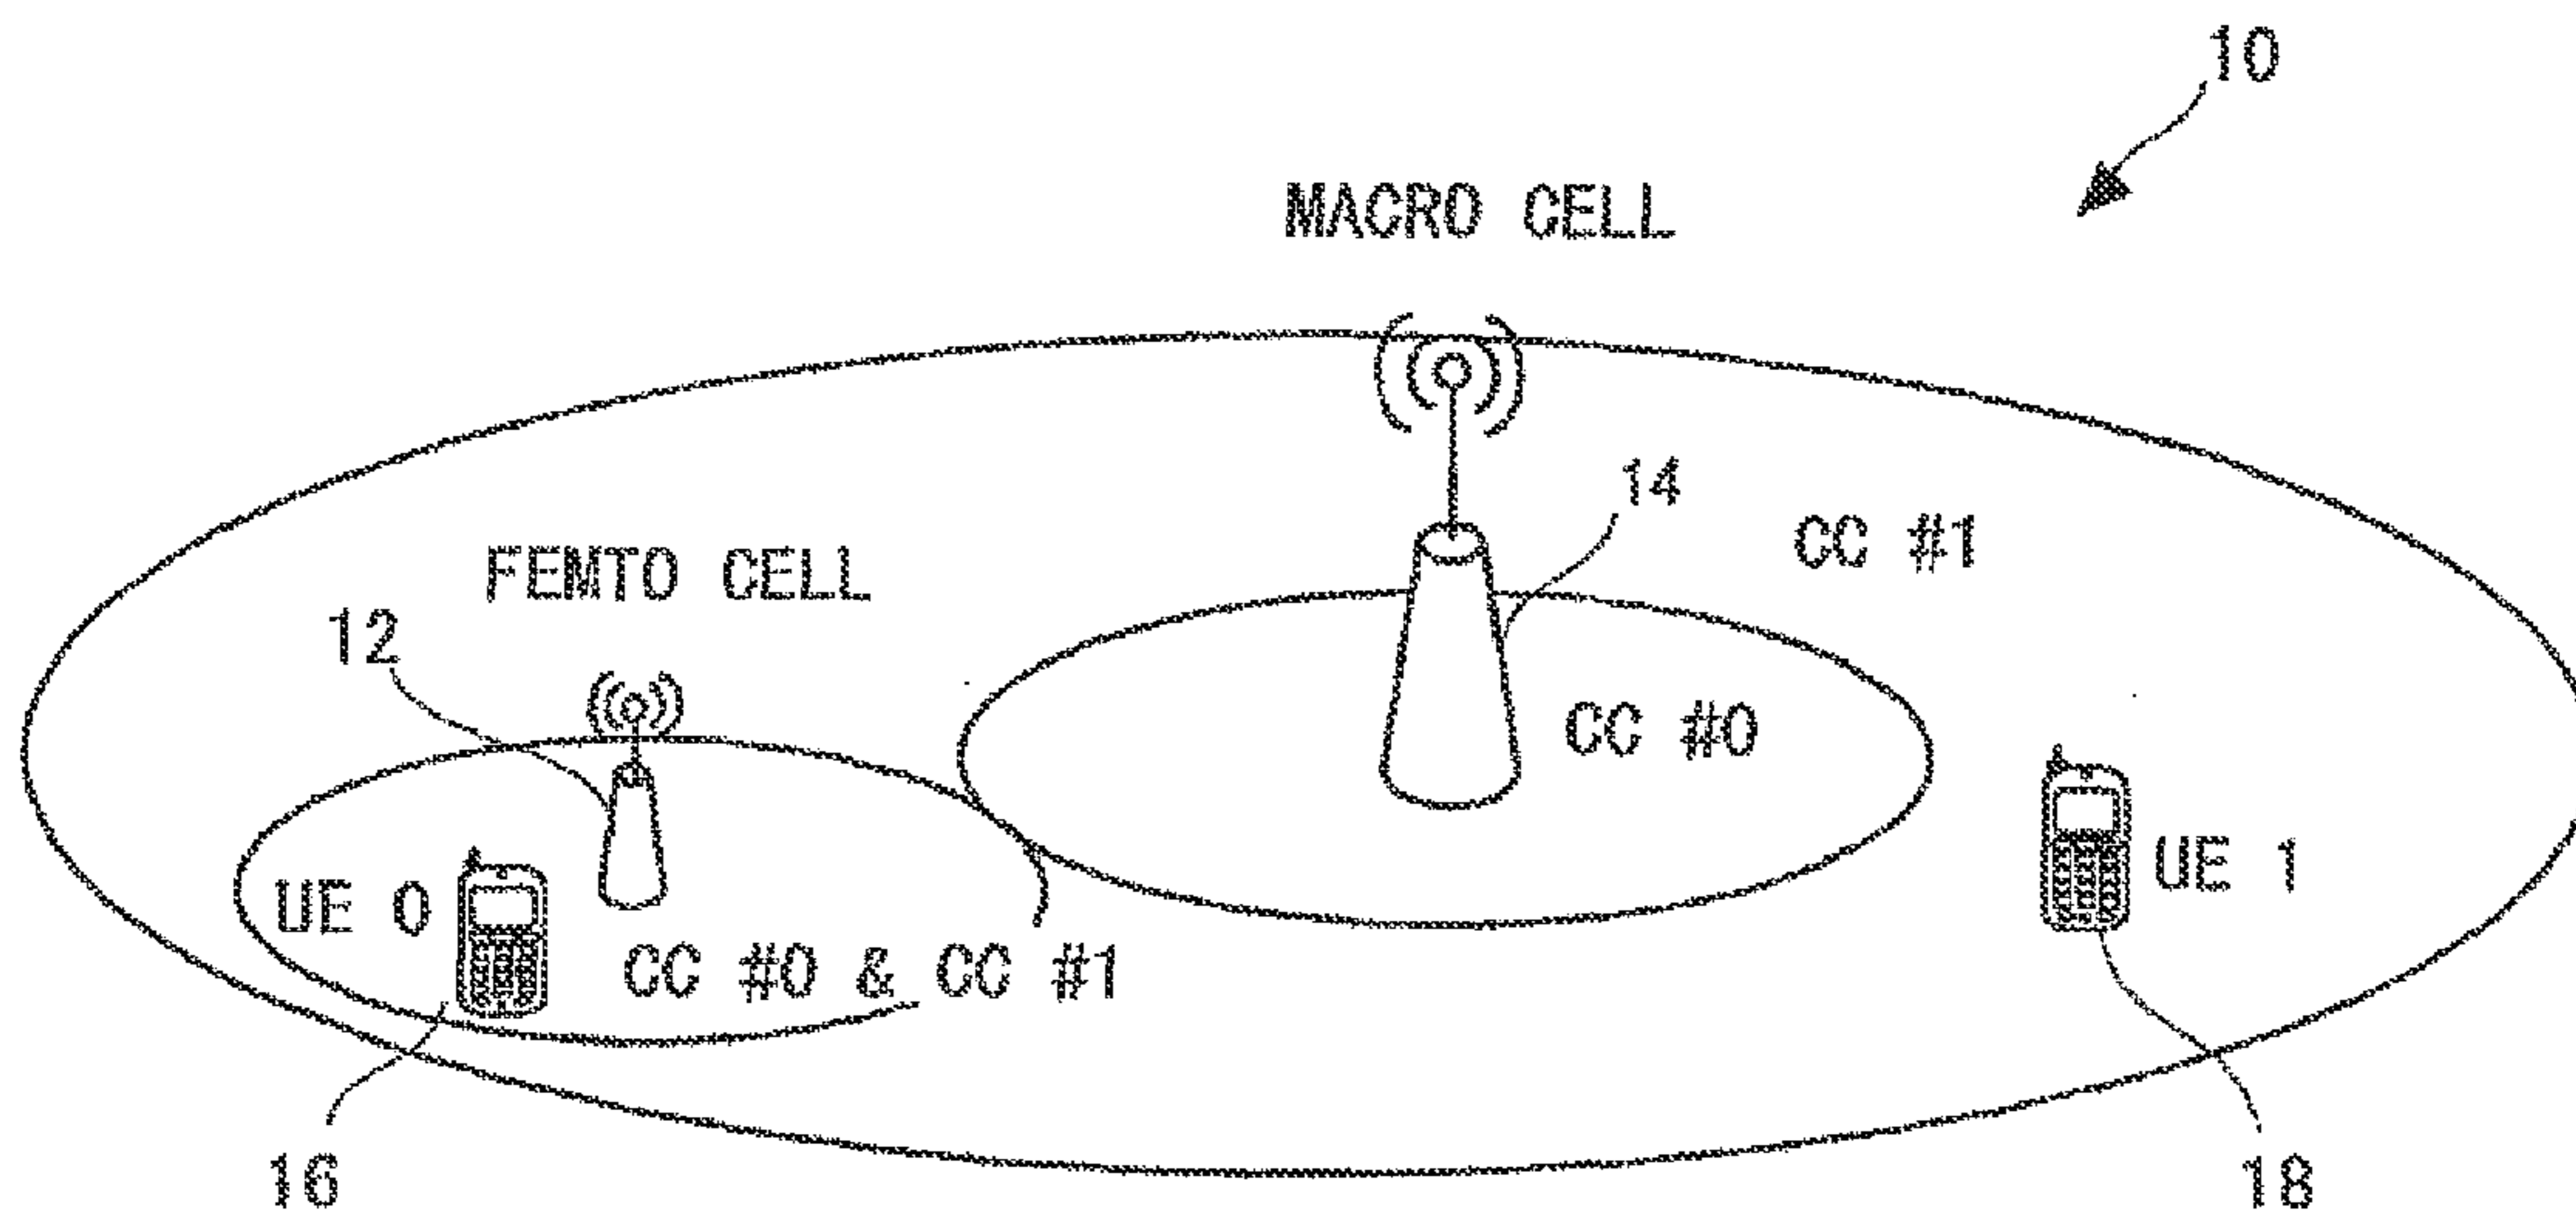 10
MACRO CELL
14
CC #1
FEMTO CELL
12
CC #0
UE 0
UE 1
CC #0 & CC #1
16
18